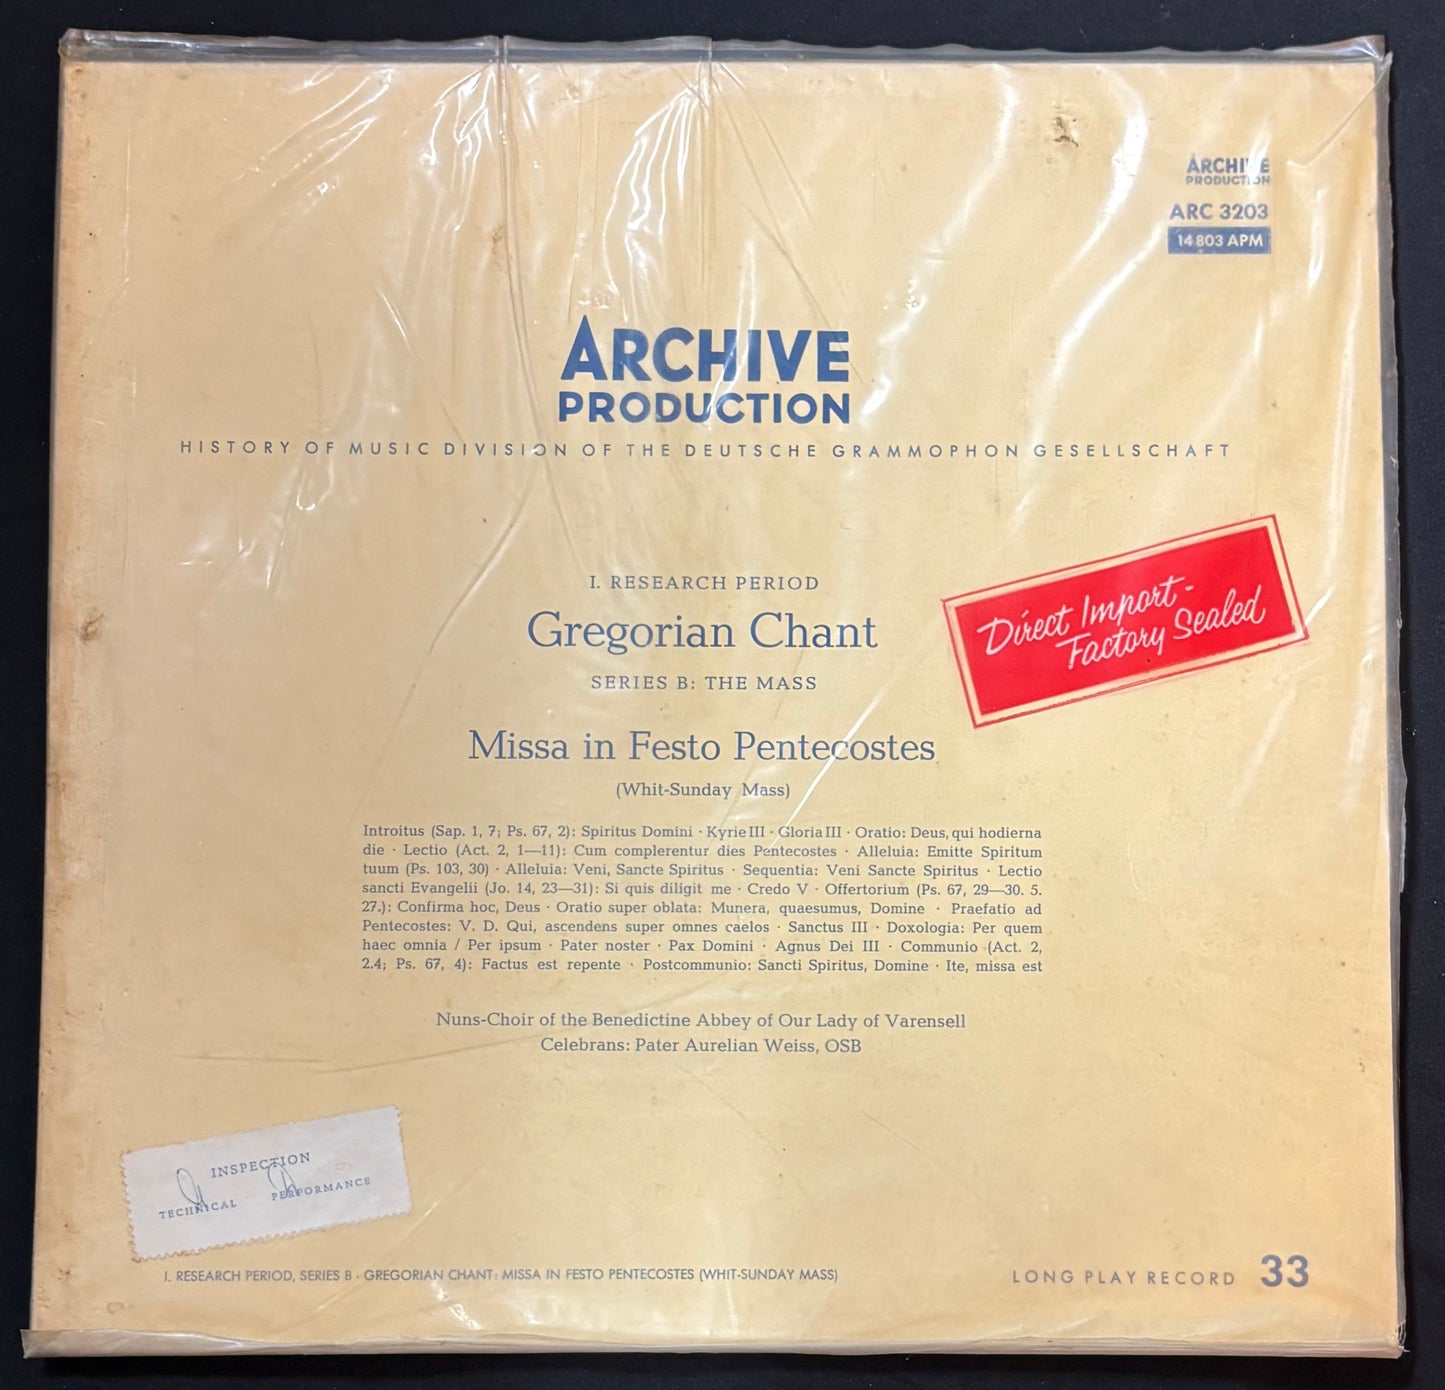 ARCHIVE
PRODUCTION
ARC 3203
14 803 APM
ARCHIVE
PRODUCTION
HISTORY OF MUSIC DIVISION OF THE DEUTSCHE GRAMMOPHON GESELLSCHAFT
I. RESEARCH PERIOD
Gregorian Chant
SERIES B: THE MASS
Direct Import -
Factory Sealed
Missa in Festo Pentecostes
(Whit-Sunday Mass)
Introitus (Sap. 1, 7; Ps. 67, 2): Spiritus Domini · Kyrie III · Gloria III · Oratio: Deus, qui hodierna
die · Lectio (Act. 2, 1—11): Cum complerentur dies Pentecostes · Alleluia: Emitte Spiritum
tuum (Ps. 103, 30) · Alleluia: Veni, Sancte Spiritus · Sequentia: Veni Sancte Spiritus · Lectio
sancti Evangelii (Jo. 14, 23—31): Si quis diligit me · Credo V · Offertorium (Ps. 67, 29—30. 5.
27.): Confirma hoc, Deus · Oratio super oblata: Munera, quaesumus, Domine · Praefatio ad
Pentecostes: V. D. Qui, ascendens super omnes caelos · Sanctus III · Doxologia: Per quem
haec omnia / Per ipsum · Pater noster · Pax Domini · Agnus Dei III · Communio (Act. 2,
2.4; Ps. 67, 4): Factus est repente · Postcommunio: Sancti Spiritus, Domine · Ite, missa est
Nuns-Choir of the Benedictine Abbey of Our Lady of Varensell
Celebrans: Pater Aurelian Weiss, OSB
INSPECTION
TECHNICAL PERFORMANCE
I. RESEARCH PERIOD, SERIES B - GREGORIAN CHANT: MISSA IN FESTO PENTECOSTES (WHIT-SUNDAY MASS)
LONG PLAY RECORD 33